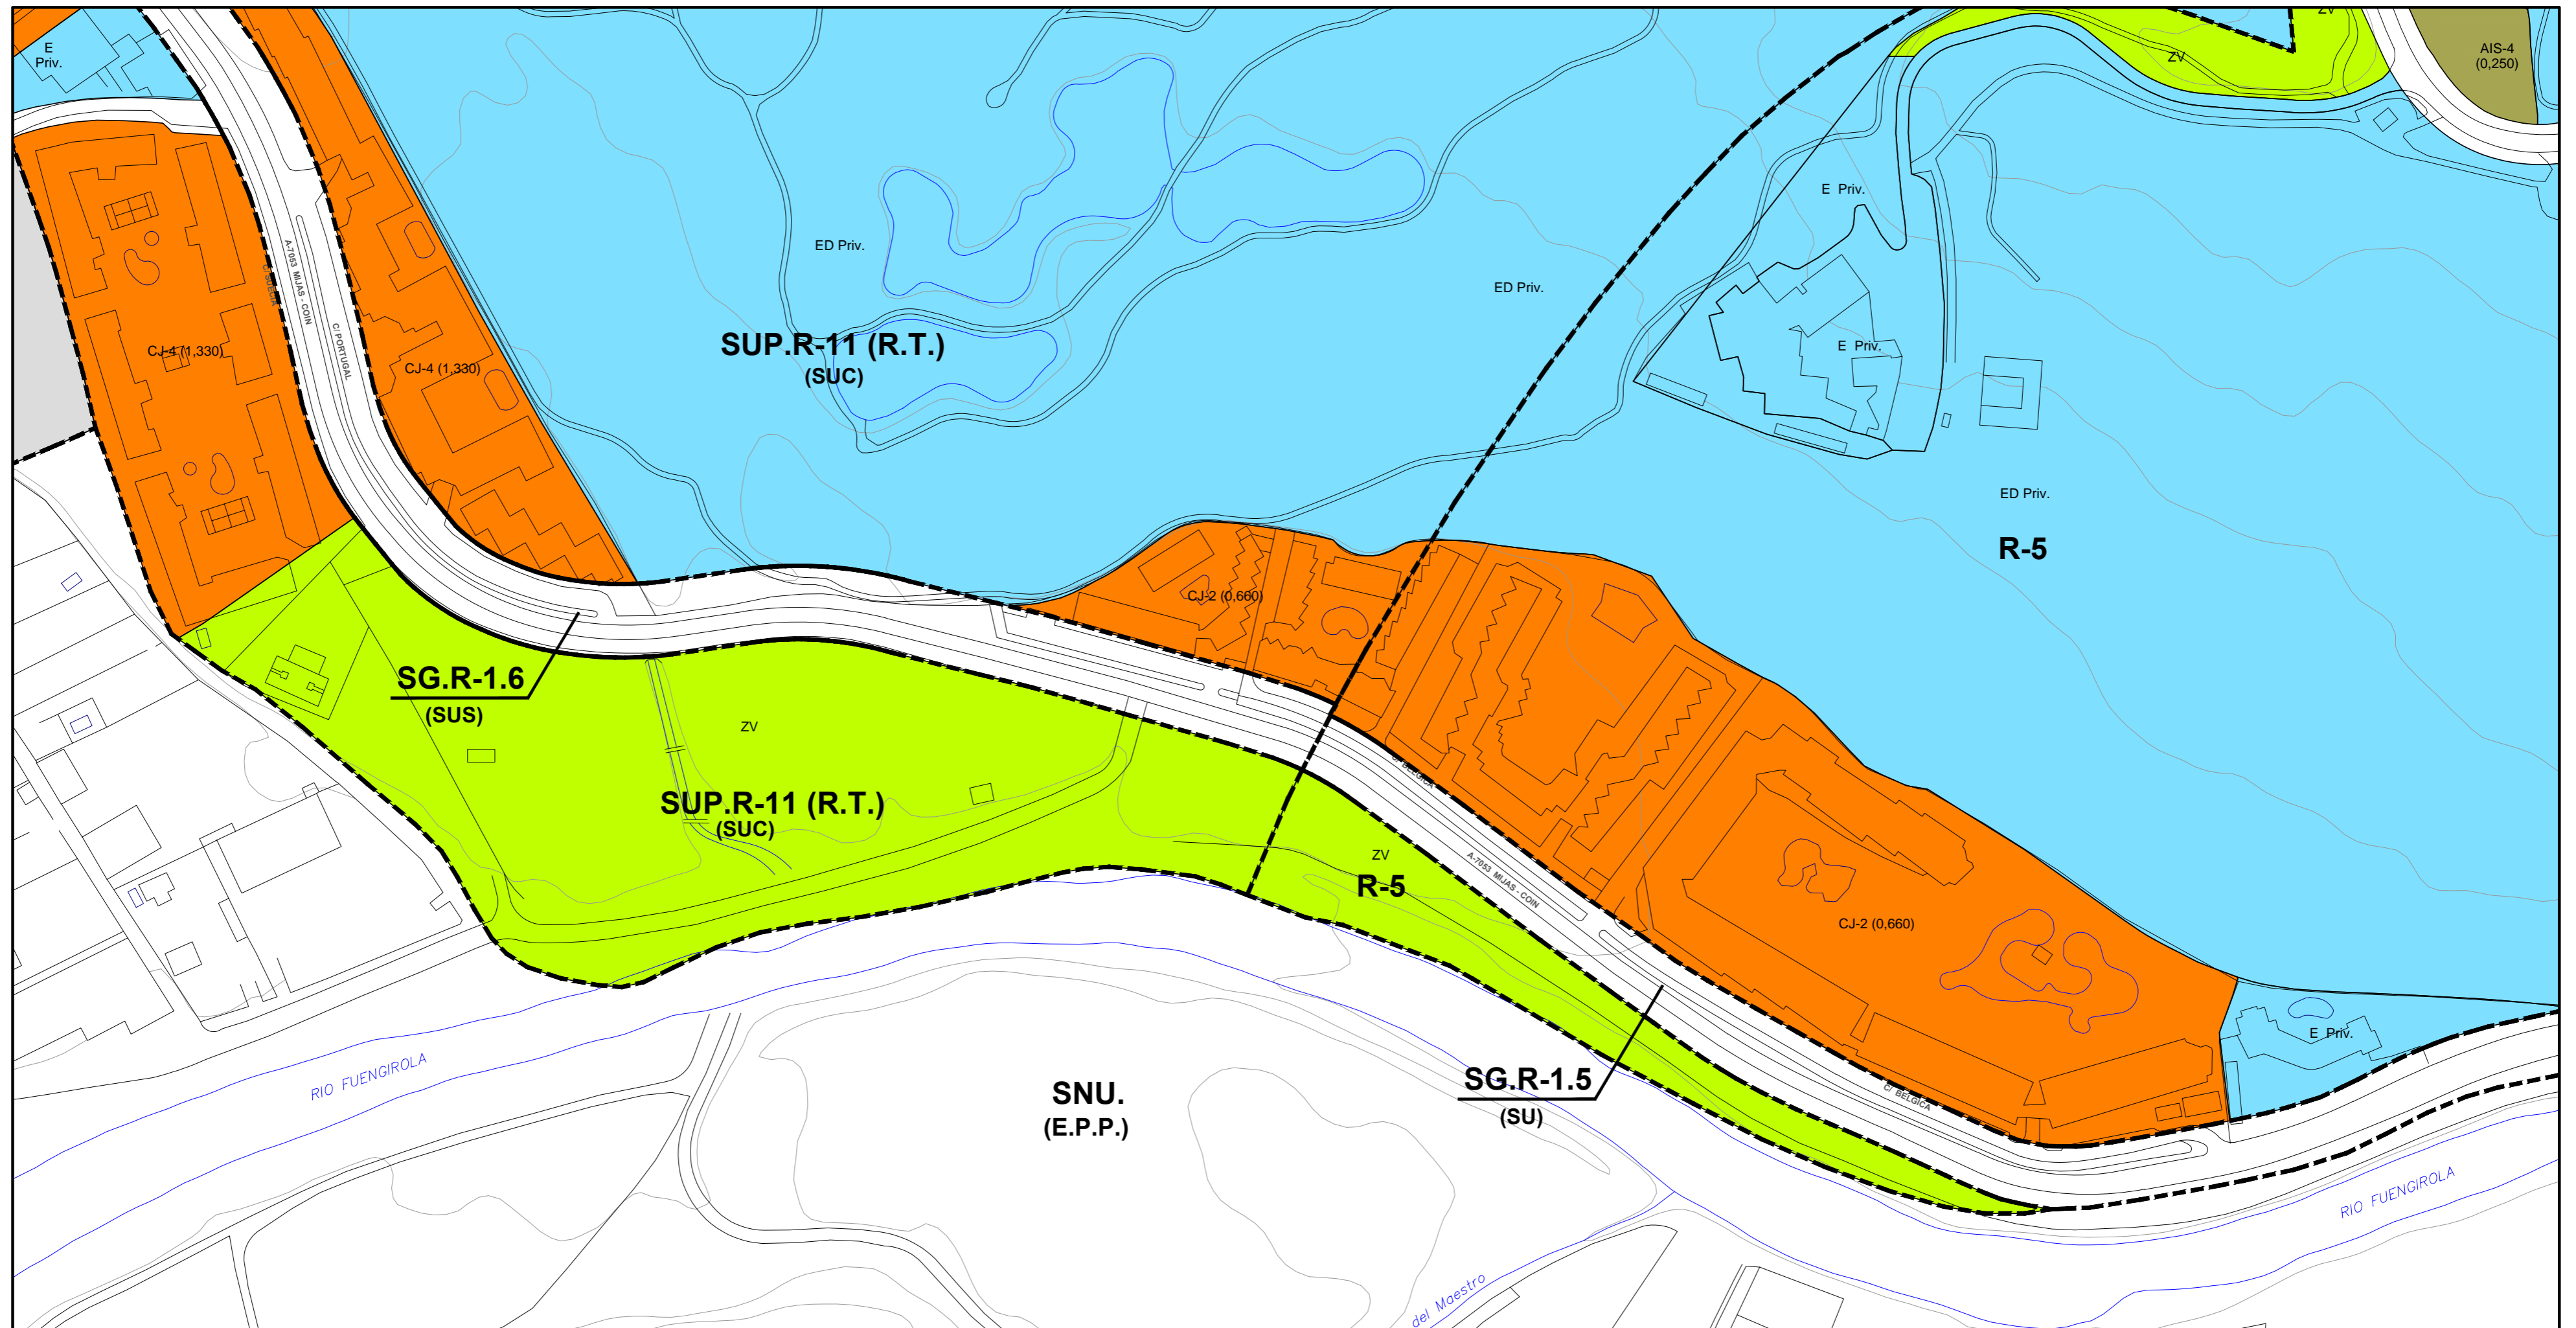 E
Priv.
ZV
ZV
AIS-4
(0,250)
E Priv.
ED Priv.
ED Priv.
A-7053 MIJAS - COIN
C/ SUECIA
C/ PORTUGAL
SUP.R-11 (R.T.)
(SUC)
E Priv.
CJ-4 (1,330)
CJ-4 (1,330)
ED Priv.
R-5
CJ-2 (0,660)
SG.R-1.6
(SUS)
ZV
C/ BELGICA
SUP.R-11 (R.T.)
(SUC)
ZV
R-5
A-7053 MIJAS - COIN
CJ-2 (0,660)
E Priv.
RIO FUENGIROLA
SNU.
(E.P.P.)
SG.R-1.5
(SU)
C/ BELGICA
RIO FUENGIROLA
del Maestro